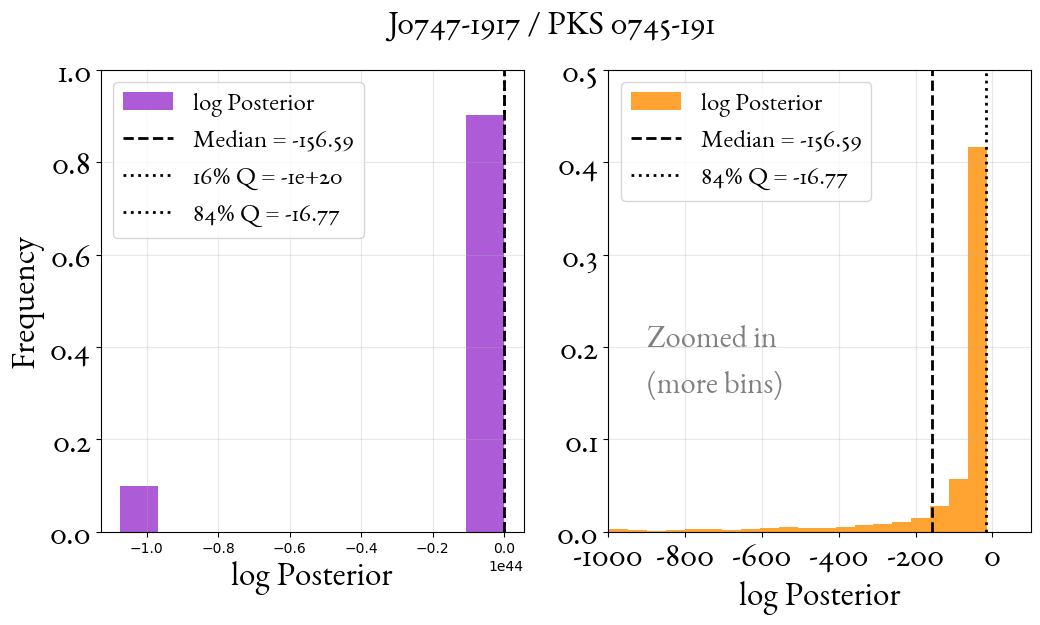 J0747-1917 / PKS 0745-191
1.0
0.8
0.6
0.4
0.2
0.0
Frequency
log Posterior
Median = -156.59
16% Q = -1e+20
84% Q = -16.77
−1.0 −0.8 −0.6 −0.4 −0.2 0.0
1e44
log Posterior
0.5
0.4
0.3
0.2
0.1
0.0
log Posterior
Median = -156.59
84% Q = -16.77
Zoomed in
(more bins)
-1000 -800 -600 -400 -200 0
log Posterior